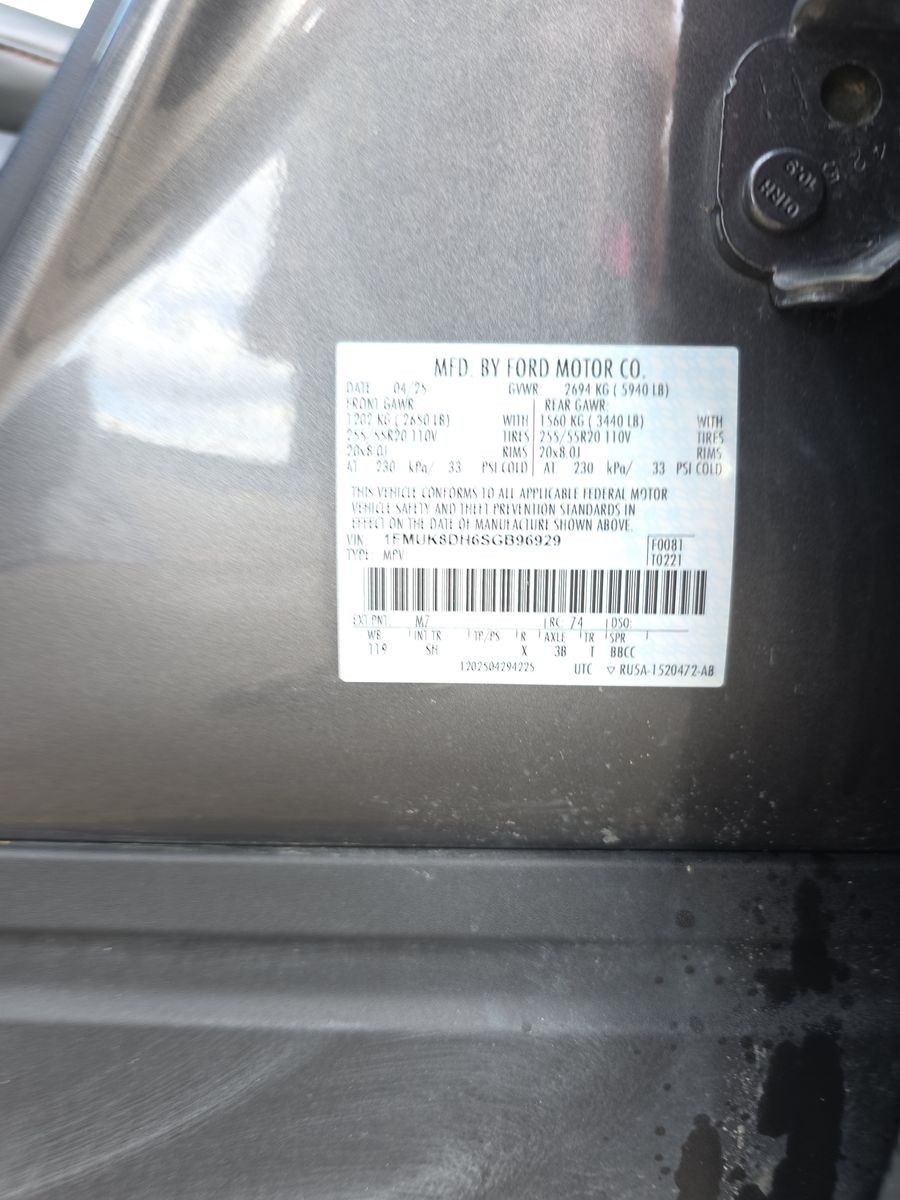 10.9
01RH
MFD. BY FORD MOTOR CO.
DATE: 04/25 GVWR: 2694 KG ( 5940 LB)
FRONT GAWR: REAR GAWR:
1202 KG ( 2650 LB) WITH 1560 KG ( 3440 LB) WITH
255/55R20 110V TIRES 255/55R20 110V TIRES
20x8.0J RIMS 20x8.0J RIMS
AT 230 kPa/ 33 PSI COLD AT 230 kPa/ 33 PSI COLD
THIS VEHICLE CONFORMS TO ALL APPLICABLE FEDERAL MOTOR
VEHICLE SAFETY AND THEFT PREVENTION STANDARDS IN
EFFECT ON THE DATE OF MANUFACTURE SHOWN ABOVE.
VIN: 1FMUK8DH6SGB96929 F0081
TYPE: MPV T0221
EXT PNT: M7 RC: 74 DSO:
WB INT TR TP/PS R AXLE TR SPR
119 SH X 3B T BBCC
1202504294225 UTC ▽ RU5A-1520472-AB